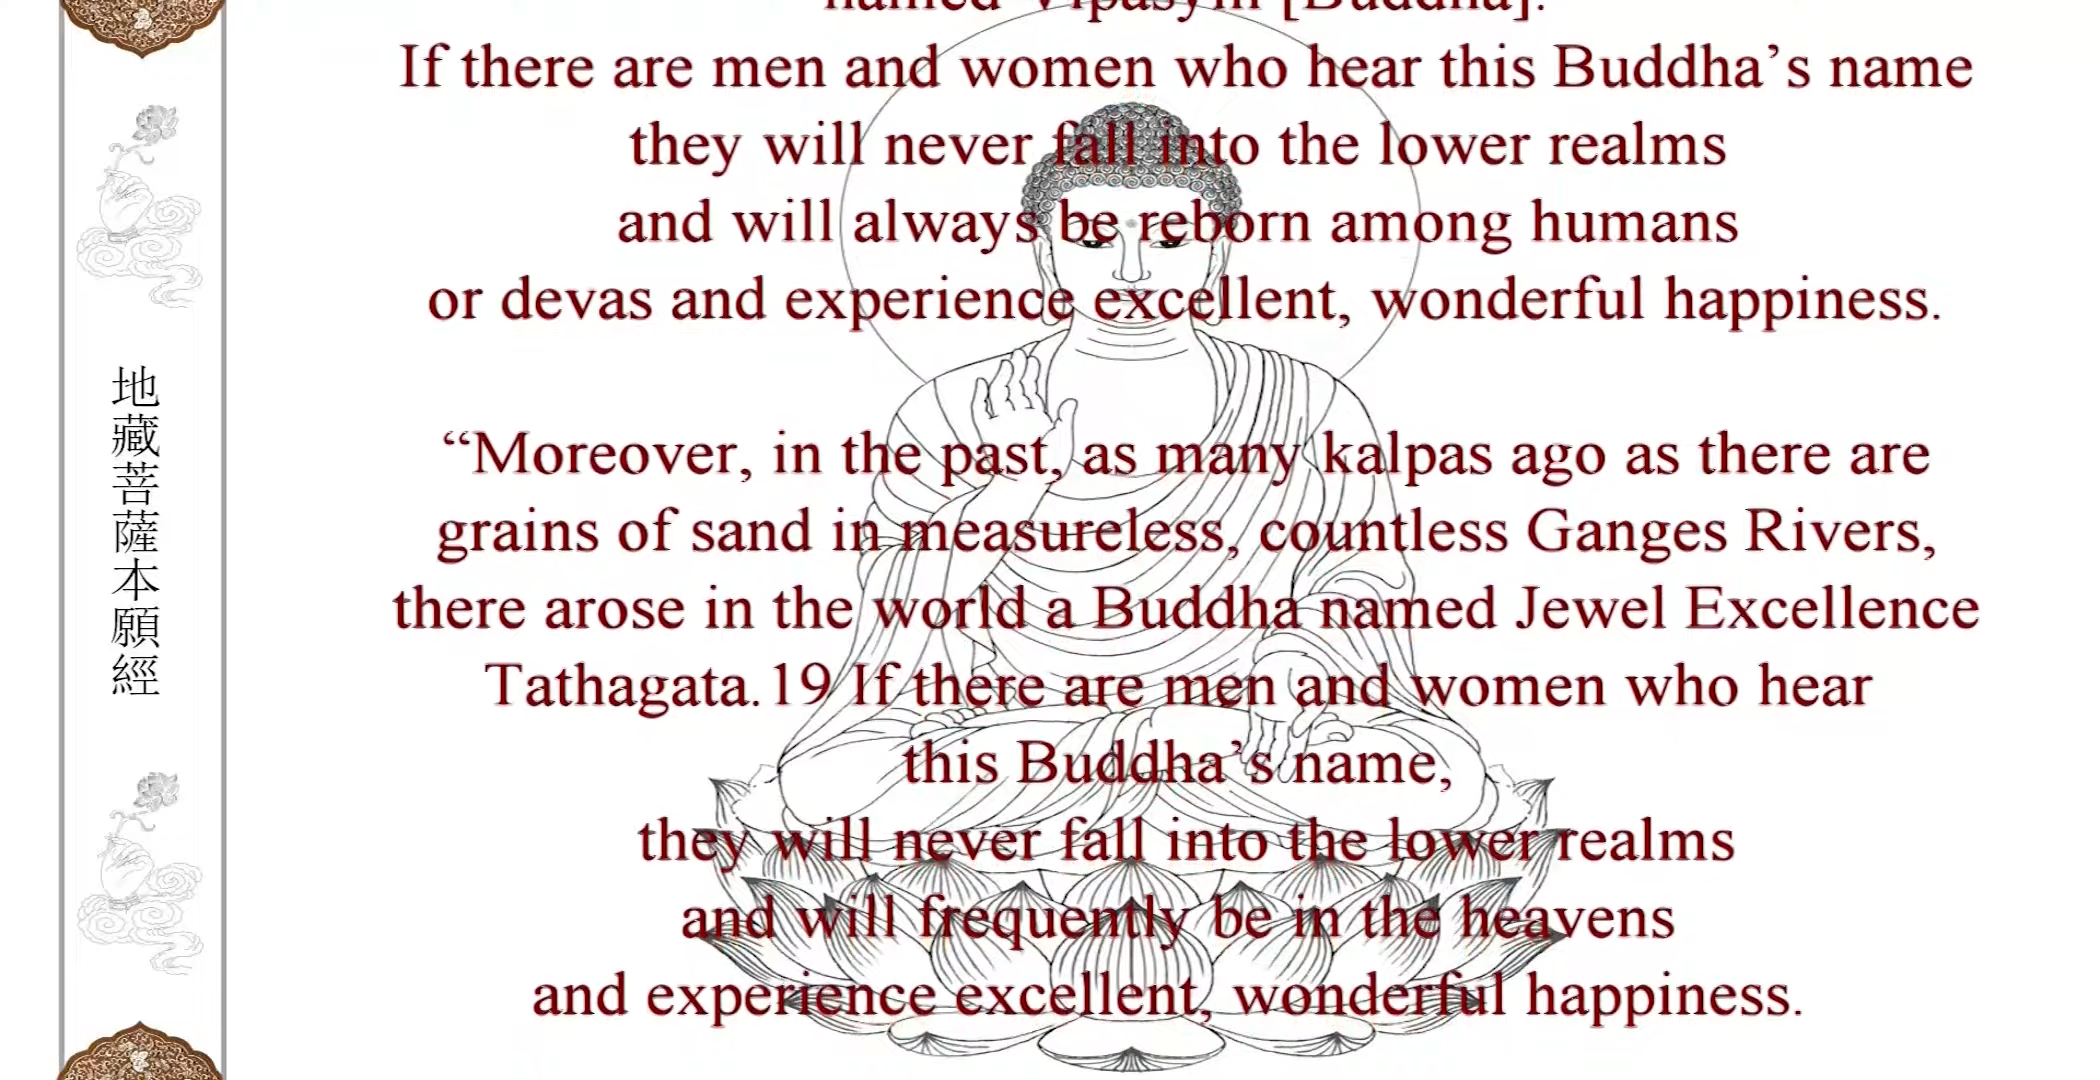 named Vipasyin [Buddha].
If there are men and women who hear this Buddha’s name
they will never fall into the lower realms
and will always be reborn among humans
or devas and experience excellent, wonderful happiness.
“Moreover, in the past, as many kalpas ago as there are
grains of sand in measureless, countless Ganges Rivers,
there arose in the world a Buddha named Jewel Excellence
Tathagata.19 If there are men and women who hear
this Buddha’s name,
they will never fall into the lower realms
and will frequently be in the heavens
and experience excellent, wonderful happiness.
地藏菩薩本願經